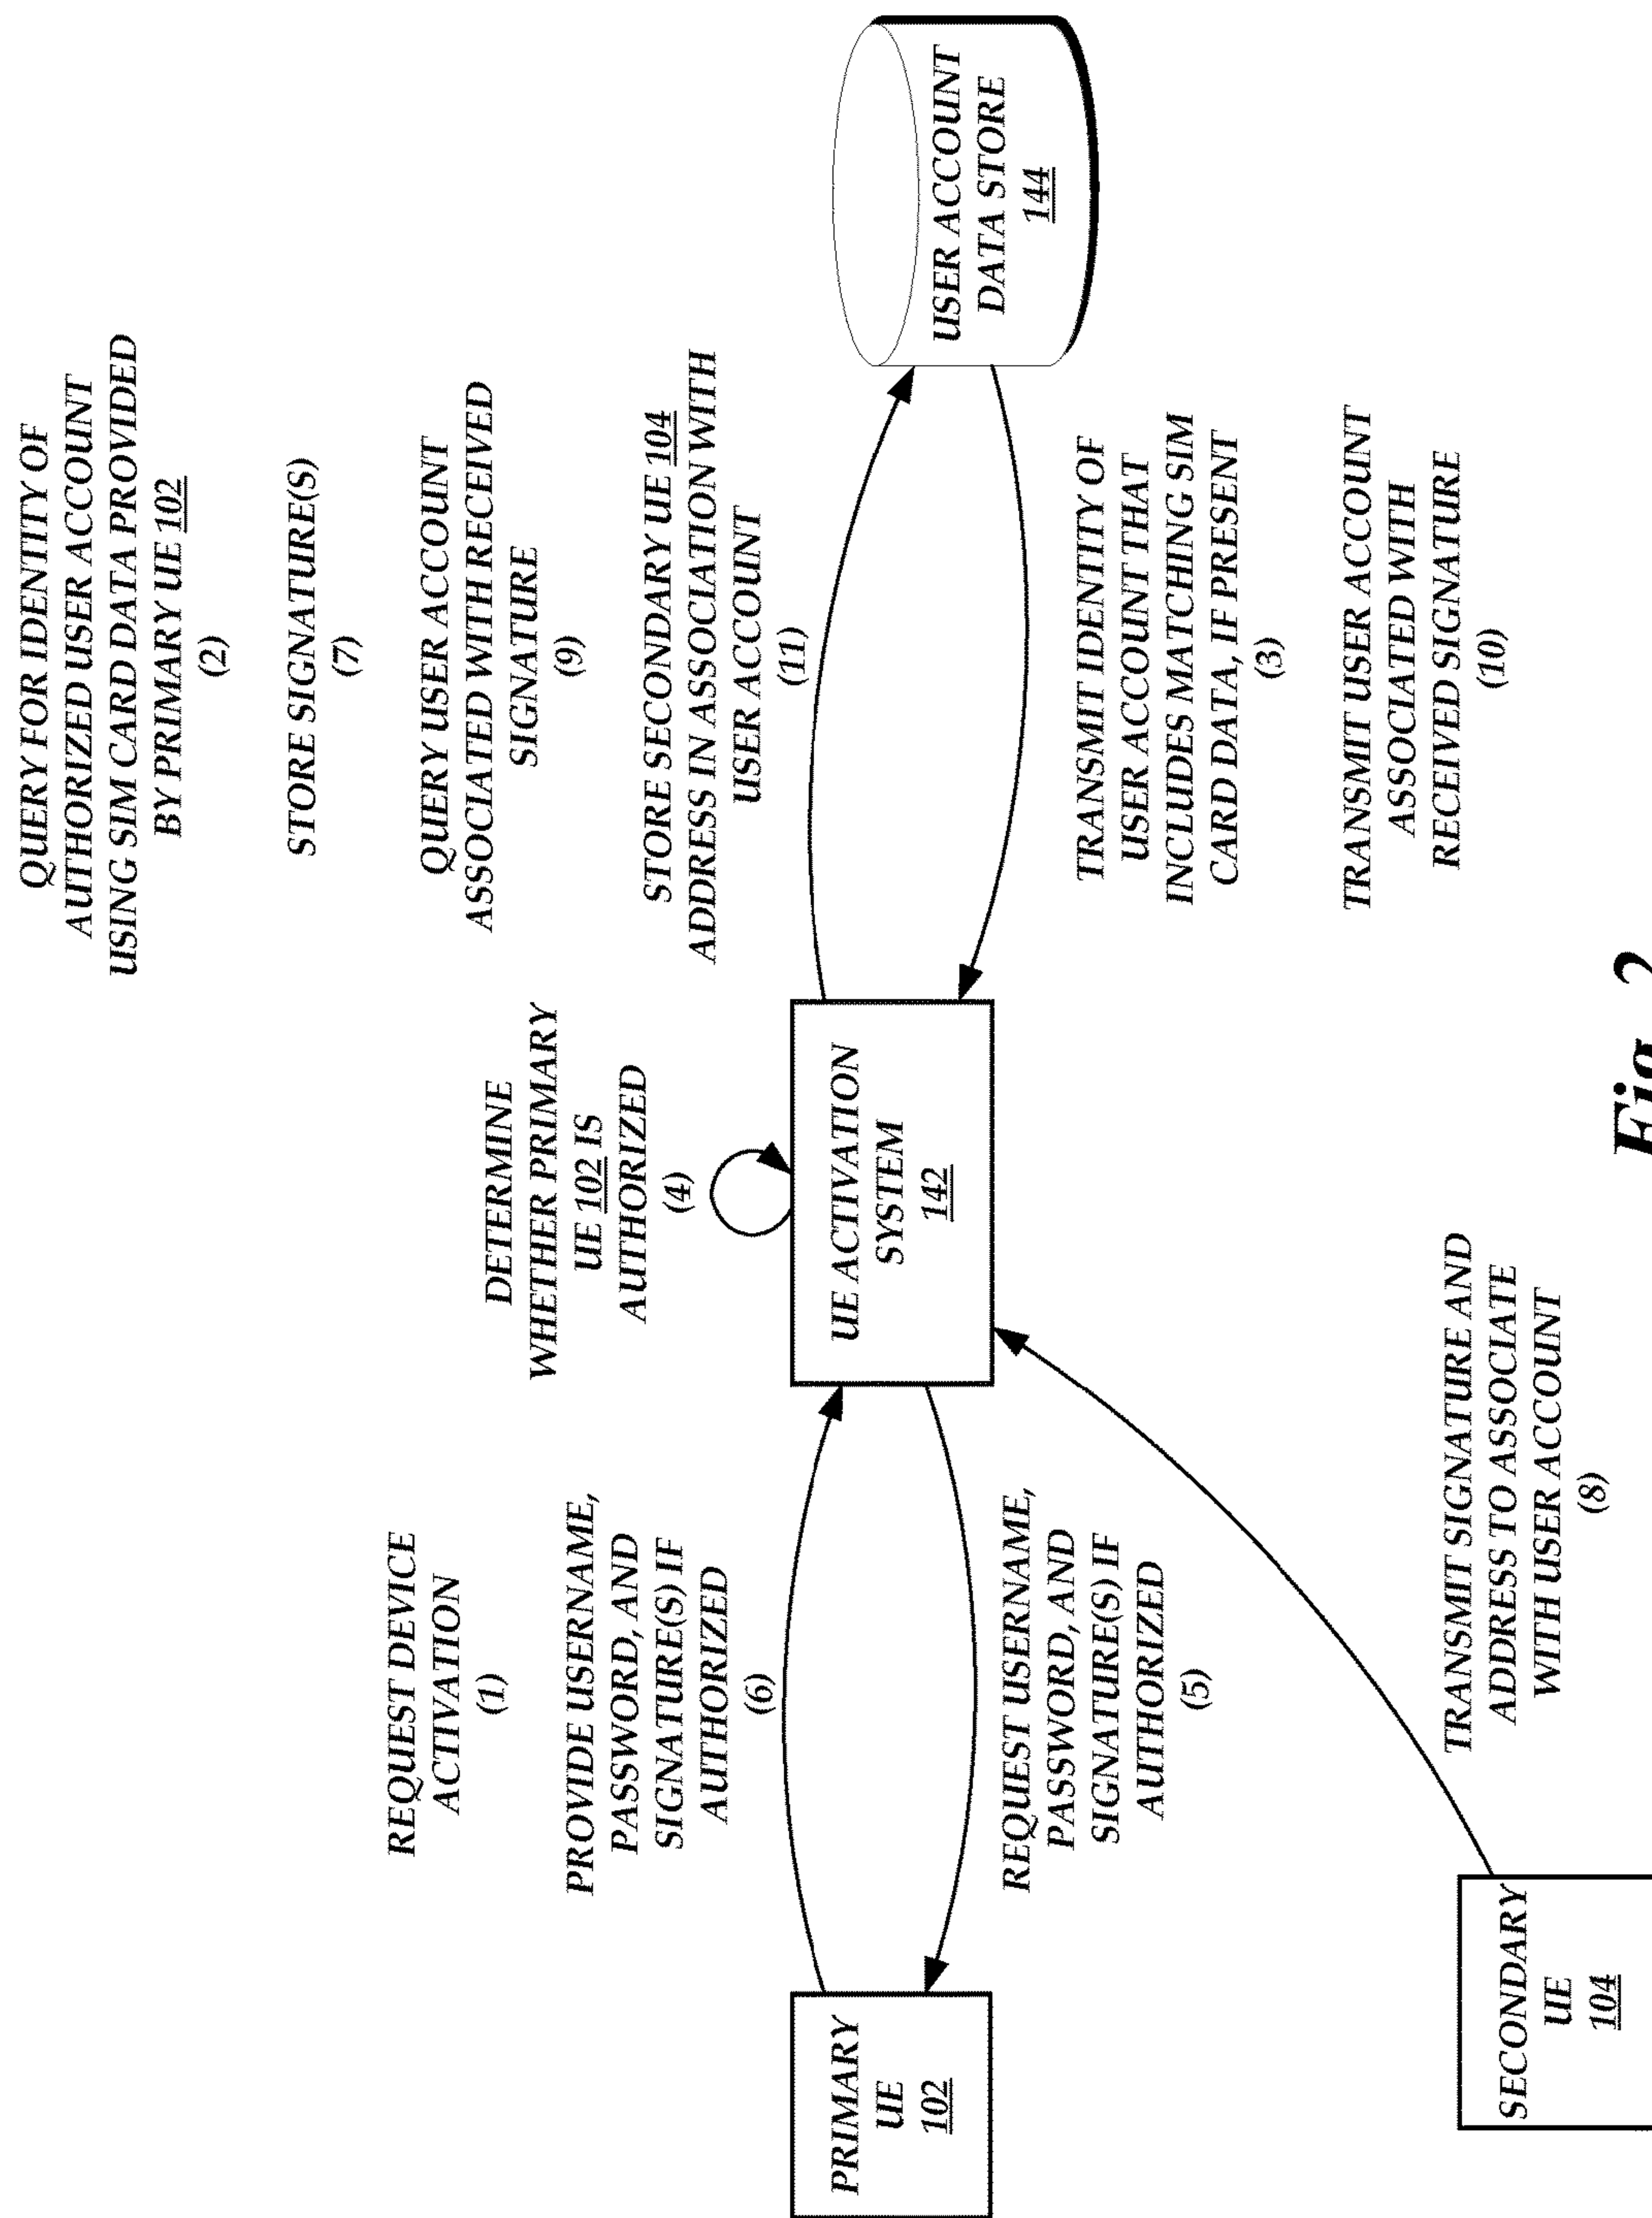 QUERY FOR IDENTITY OF
AUTHORIZED USER ACCOUNT
USING SIM CARD DATA PROVIDED
BY PRIMARY UE 102
(2)
STORE SIGNATURE(S)
(7)
QUERY USER ACCOUNT
ASSOCIATED WITH RECEIVED
SIGNATURE
(9)
STORE SECONDARY UE 104
ADDRESS IN ASSOCIATION WITH
USER ACCOUNT
(11)
DETERMINE
WHETHER PRIMARY
UE 102 IS
AUTHORIZED
(4)
REQUEST DEVICE
ACTIVATION
(1)
PROVIDE USERNAME,
PASSWORD, AND
SIGNATURE(S) IF
AUTHORIZED
(6)
PRIMARY
UE
102
UE ACTIVATION
SYSTEM
142
USER ACCOUNT
DATA STORE
144
REQUEST USERNAME,
PASSWORD, AND
SIGNATURE(S) IF
AUTHORIZED
(5)
TRANSMIT IDENTITY OF
USER ACCOUNT THAT
INCLUDES MATCHING SIM
CARD DATA, IF PRESENT
(3)
TRANSMIT USER ACCOUNT
ASSOCIATED WITH
RECEIVED SIGNATURE
(10)
TRANSMIT SIGNATURE AND
ADDRESS TO ASSOCIATE
WITH USER ACCOUNT
(8)
SECONDARY
UE
104
Fig. 2